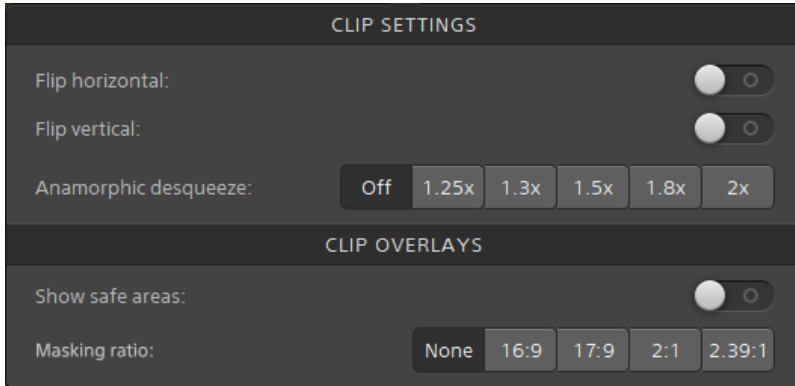 CLIP SETTINGS
Flip horizontal:
Flip vertical:
Anamorphic desqueeze: Off 1.25x 1.3x 1.5x 1.8x 2x
CLIP OVERLAYS
Show safe areas:
Masking ratio: None 16:9 17:9 2:1 2.39:1